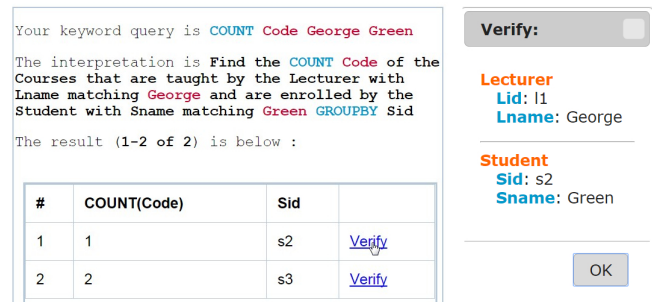 Your keyword query is COUNT Code George Green
The interpretation is Find the COUNT Code of the
Courses that are taught by the Lecturer with
Lname matching George and are enrolled by the
Student with Sname matching Green GROUPBY Sid
The result (1-2 of 2) is below :
# COUNT(Code) Sid
1 1 s2 Verify
2 2 s3 Verify
Verify:
Lecturer
Lid: l1
Lname: George
Student
Sid: s2
Sname: Green
OK